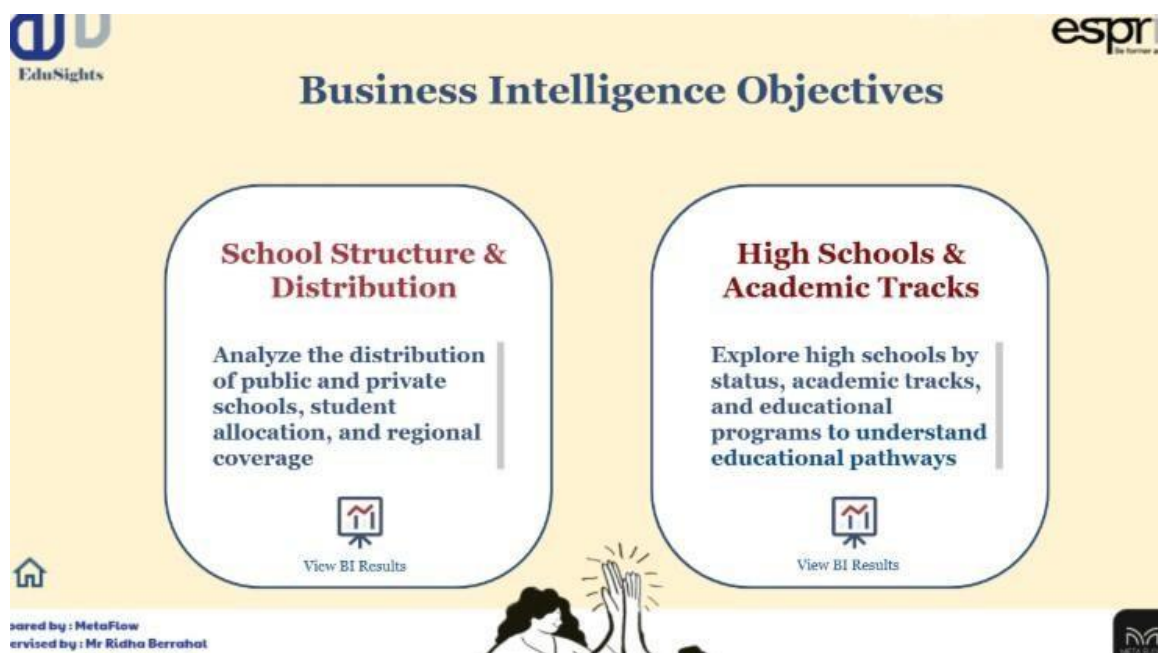 EduSights
Business Intelligence Objectives
School Structure &
Distribution
Analyze the distribution
of public and private
schools, student
allocation, and regional
coverage
View BI Results
High Schools &
Academic Tracks
Explore high schools by
status, academic tracks,
and educational
programs to understand
educational pathways
View BI Results
by : MetaFlow
by : Mr Ridha Berrahal